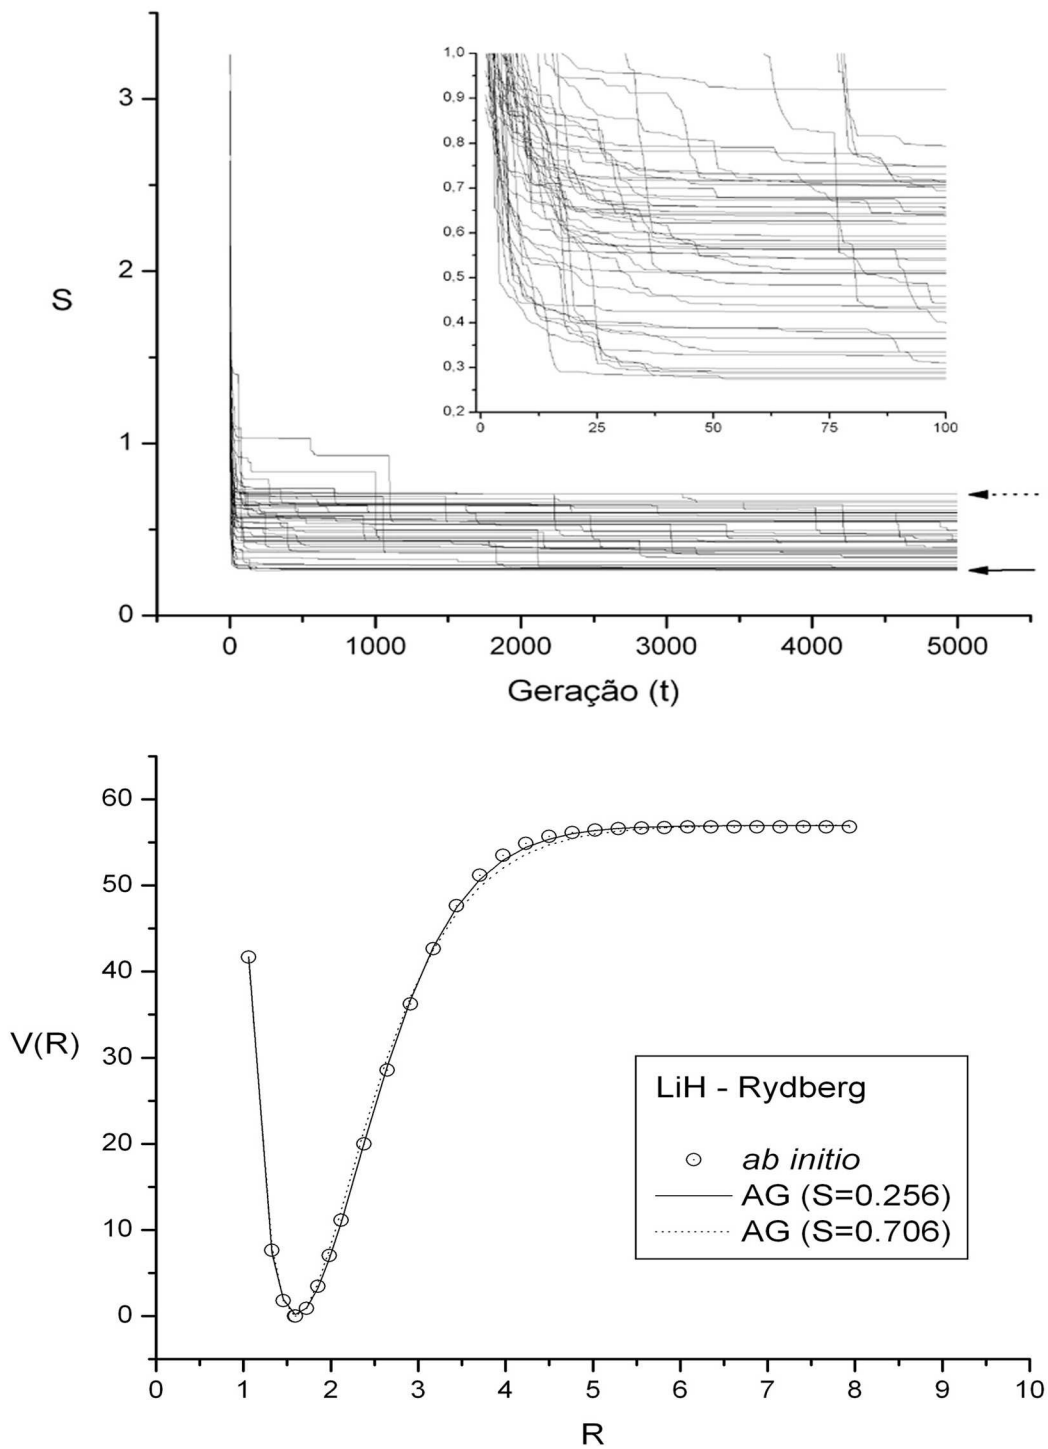 3
2
1
0
S
0 1000 2000 3000 4000 5000
Geração (t)
1,0
0,9
0,8
0,7
0,6
0,5
0,4
0,3
0,2
0 25 50 75 100
60
50
40
30
20
10
0
V(R)
LiH - Rydberg
ab initio
AG (S=0.256)
AG (S=0.706)
0 1 2 3 4 5 6 7 8 9 10
R